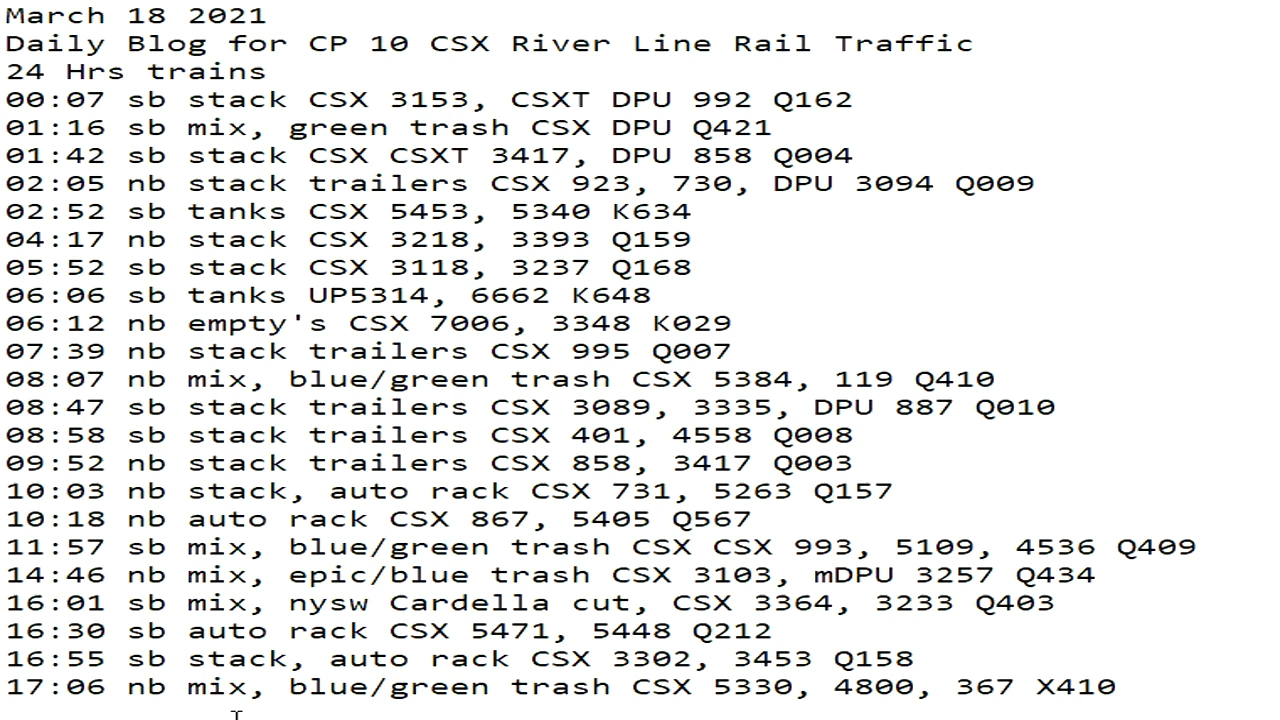 March 18 2021
Daily Blog for CP 10 CSX River Line Rail Traffic
24 Hrs trains
00:07 sb stack CSX 3153, CSXT DPU 992 Q162
01:16 sb mix, green trash CSX DPU Q421
01:42 sb stack CSX CSXT 3417, DPU 858 Q004
02:05 nb stack trailers CSX 923, 730, DPU 3094 Q009
02:52 sb tanks CSX 5453, 5340 K634
04:17 nb stack CSX 3218, 3393 Q159
05:52 sb stack CSX 3118, 3237 Q168
06:06 sb tanks UP5314, 6662 K648
06:12 nb empty's CSX 7006, 3348 K029
07:39 nb stack trailers CSX 995 Q007
08:07 nb mix, blue/green trash CSX 5384, 119 Q410
08:47 sb stack trailers CSX 3089, 3335, DPU 887 Q010
08:58 sb stack trailers CSX 401, 4558 Q008
09:52 nb stack trailers CSX 858, 3417 Q003
10:03 nb stack, auto rack CSX 731, 5263 Q157
10:18 nb auto rack CSX 867, 5405 Q567
11:57 sb mix, blue/green trash CSX CSX 993, 5109, 4536 Q409
14:46 nb mix, epic/blue trash CSX 3103, mDPU 3257 Q434
16:01 sb mix, nysw Cardella cut, CSX 3364, 3233 Q403
16:30 sb auto rack CSX 5471, 5448 Q212
16:55 sb stack, auto rack CSX 3302, 3453 Q158
17:06 nb mix, blue/green trash CSX 5330, 4800, 367 X410